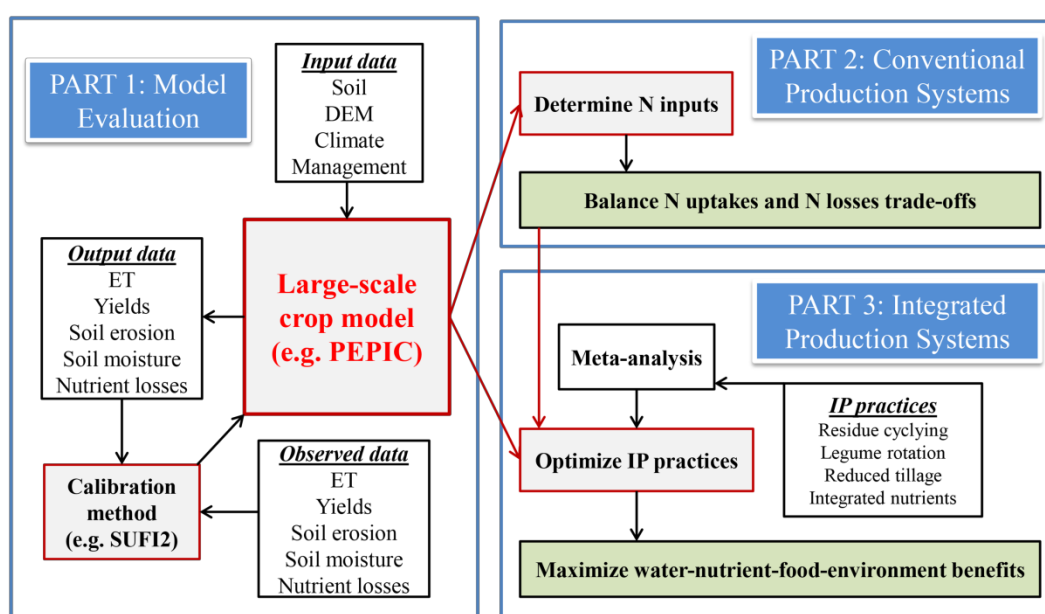 PART 1: Model
Evaluation
Input data
Soil
DEM
Climate
Management
Output data
ET
Yields
Soil erosion
Soil moisture
Nutrient losses
Large-scale
crop model
(e.g. PEPIC)
Calibration
method
(e.g. SUFI2)
Observed data
ET
Yields
Soil erosion
Soil moisture
Nutrient losses
PART 2: Conventional
Production Systems
Determine N inputs
Balance N uptakes and N losses trade-offs
PART 3: Integrated
Production Systems
Meta-analysis
IP practices
Residue cyclying
Legume rotation
Reduced tillage
Integrated nutrients
Optimize IP practices
Maximize water-nutrient-food-environment benefits